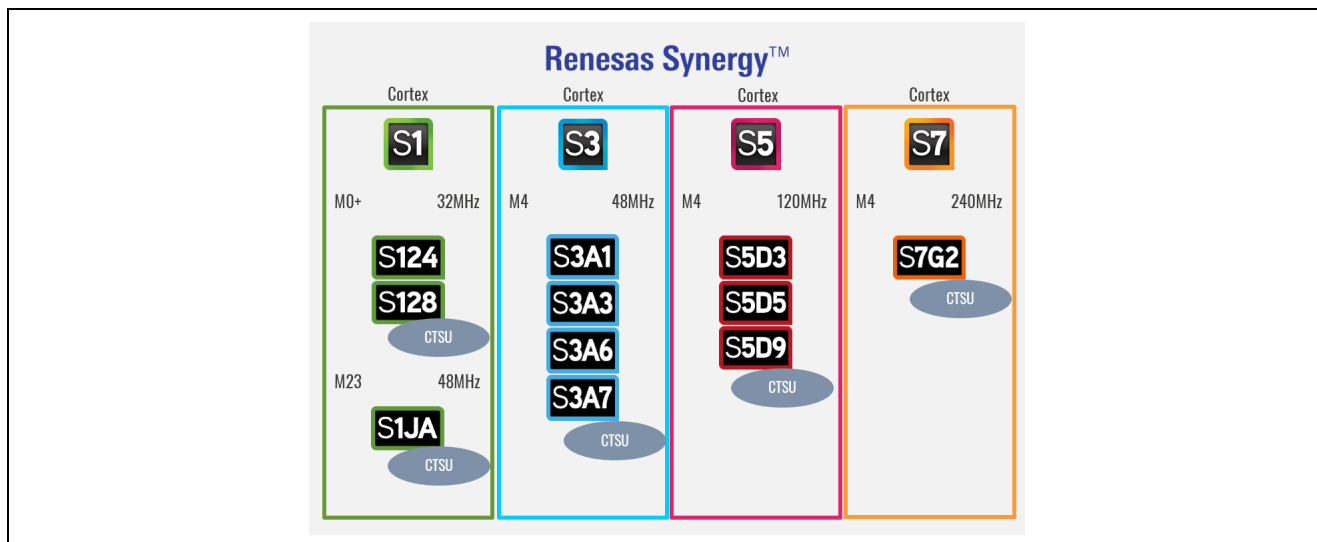 Renesas Synergy™
Cortex Cortex Cortex Cortex
S1 S3 S5 S7
M0+ 32MHz M4 48MHz M4 120MHz M4 240MHz
S124 S3A1 S5D3 S7G2
S128 S3A3 S5D5 CTSU
CTSU S3A6 S5D9
M23 48MHz S3A7 CTSU
S1JA CTSU
CTSU